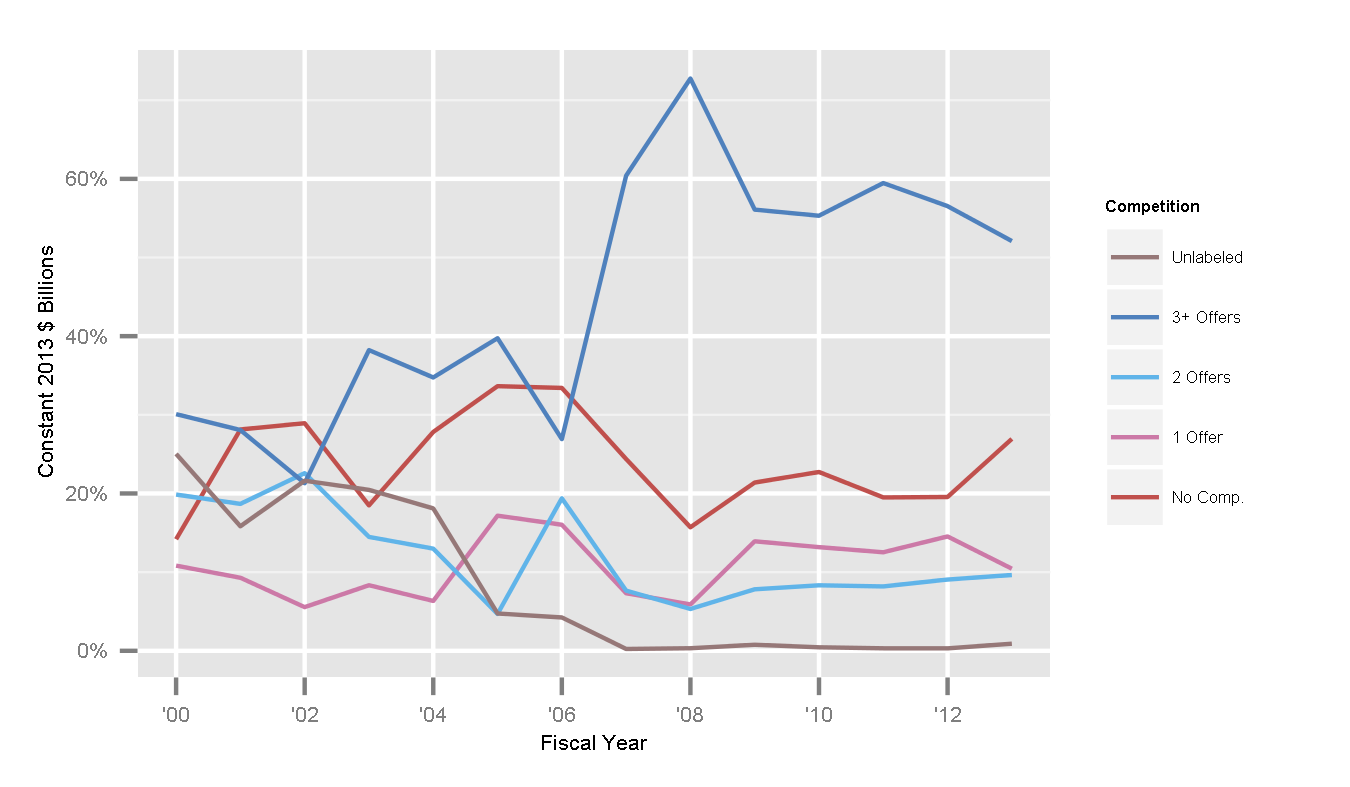 60%
40%
20%
0%
Constant 2013 $ Billions
'00 '02 '04 '06 '08 '10 '12
Fiscal Year
Competition
Unlabeled
3+ Offers
2 Offers
1 Offer
No Comp.